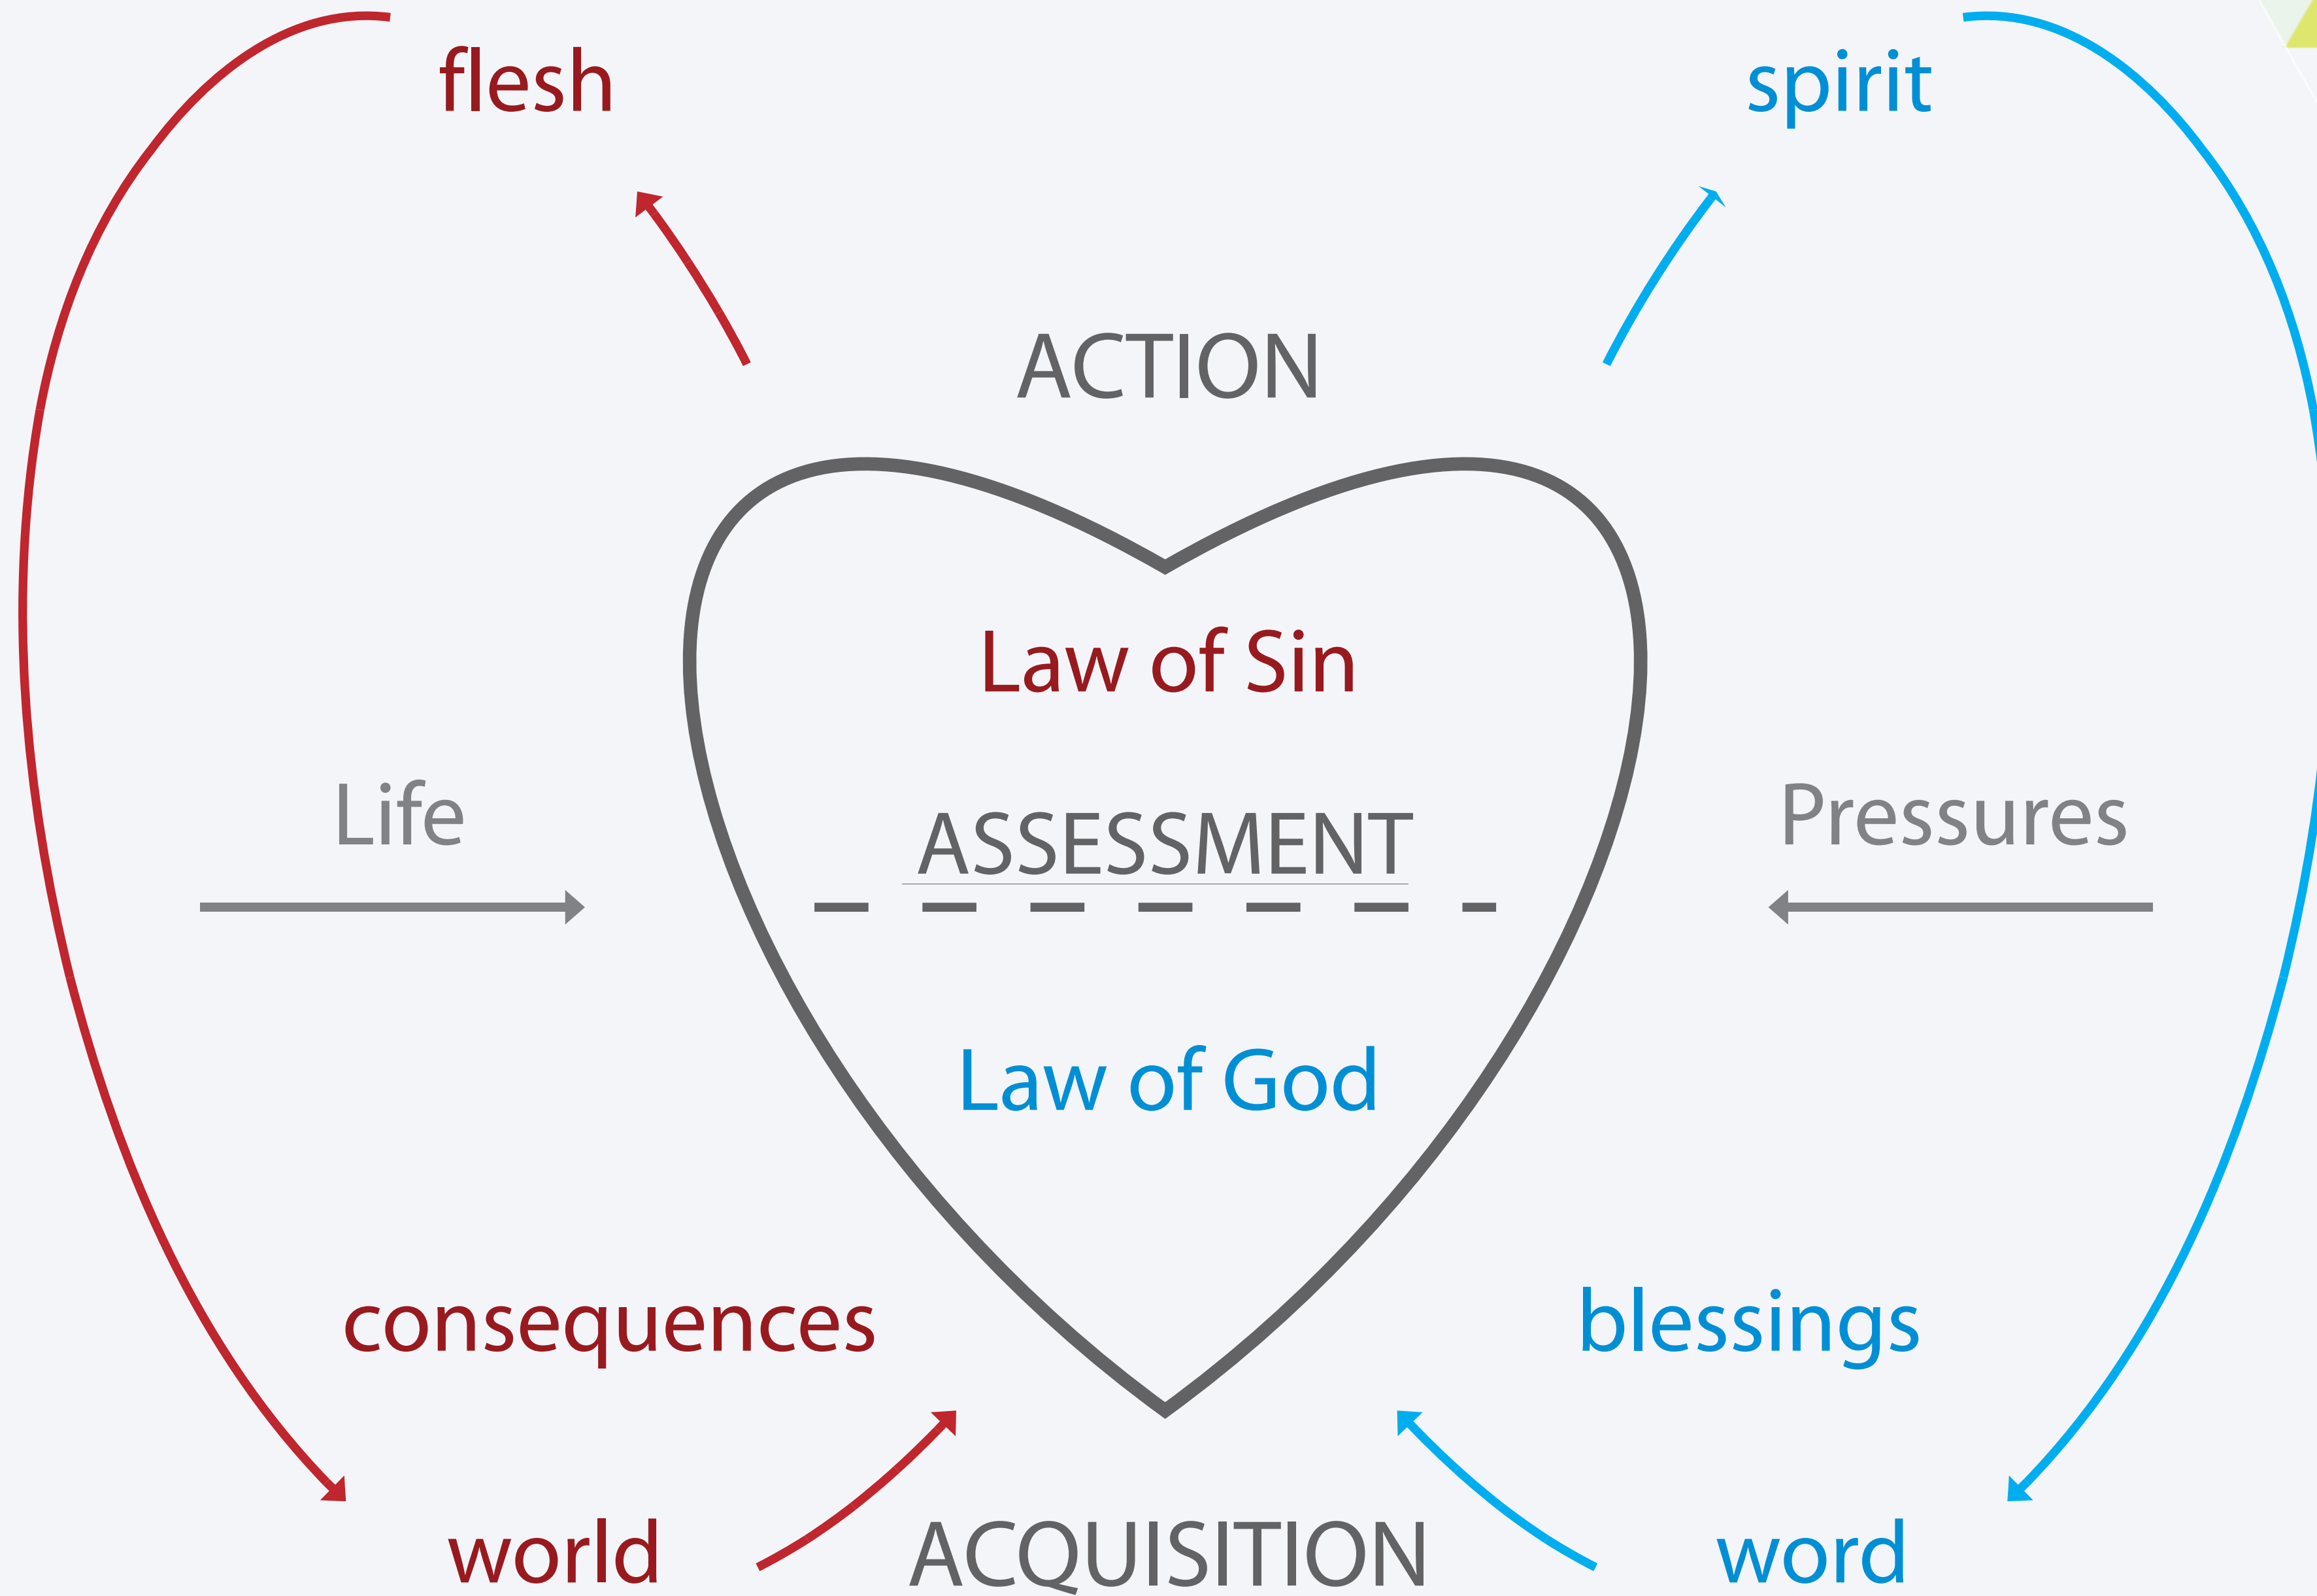 flesh
spirit
ACTION
Law of Sin
Life
ASSESSMENT
Pressures
Law of God
consequences
blessings
world
ACQUISITION
word